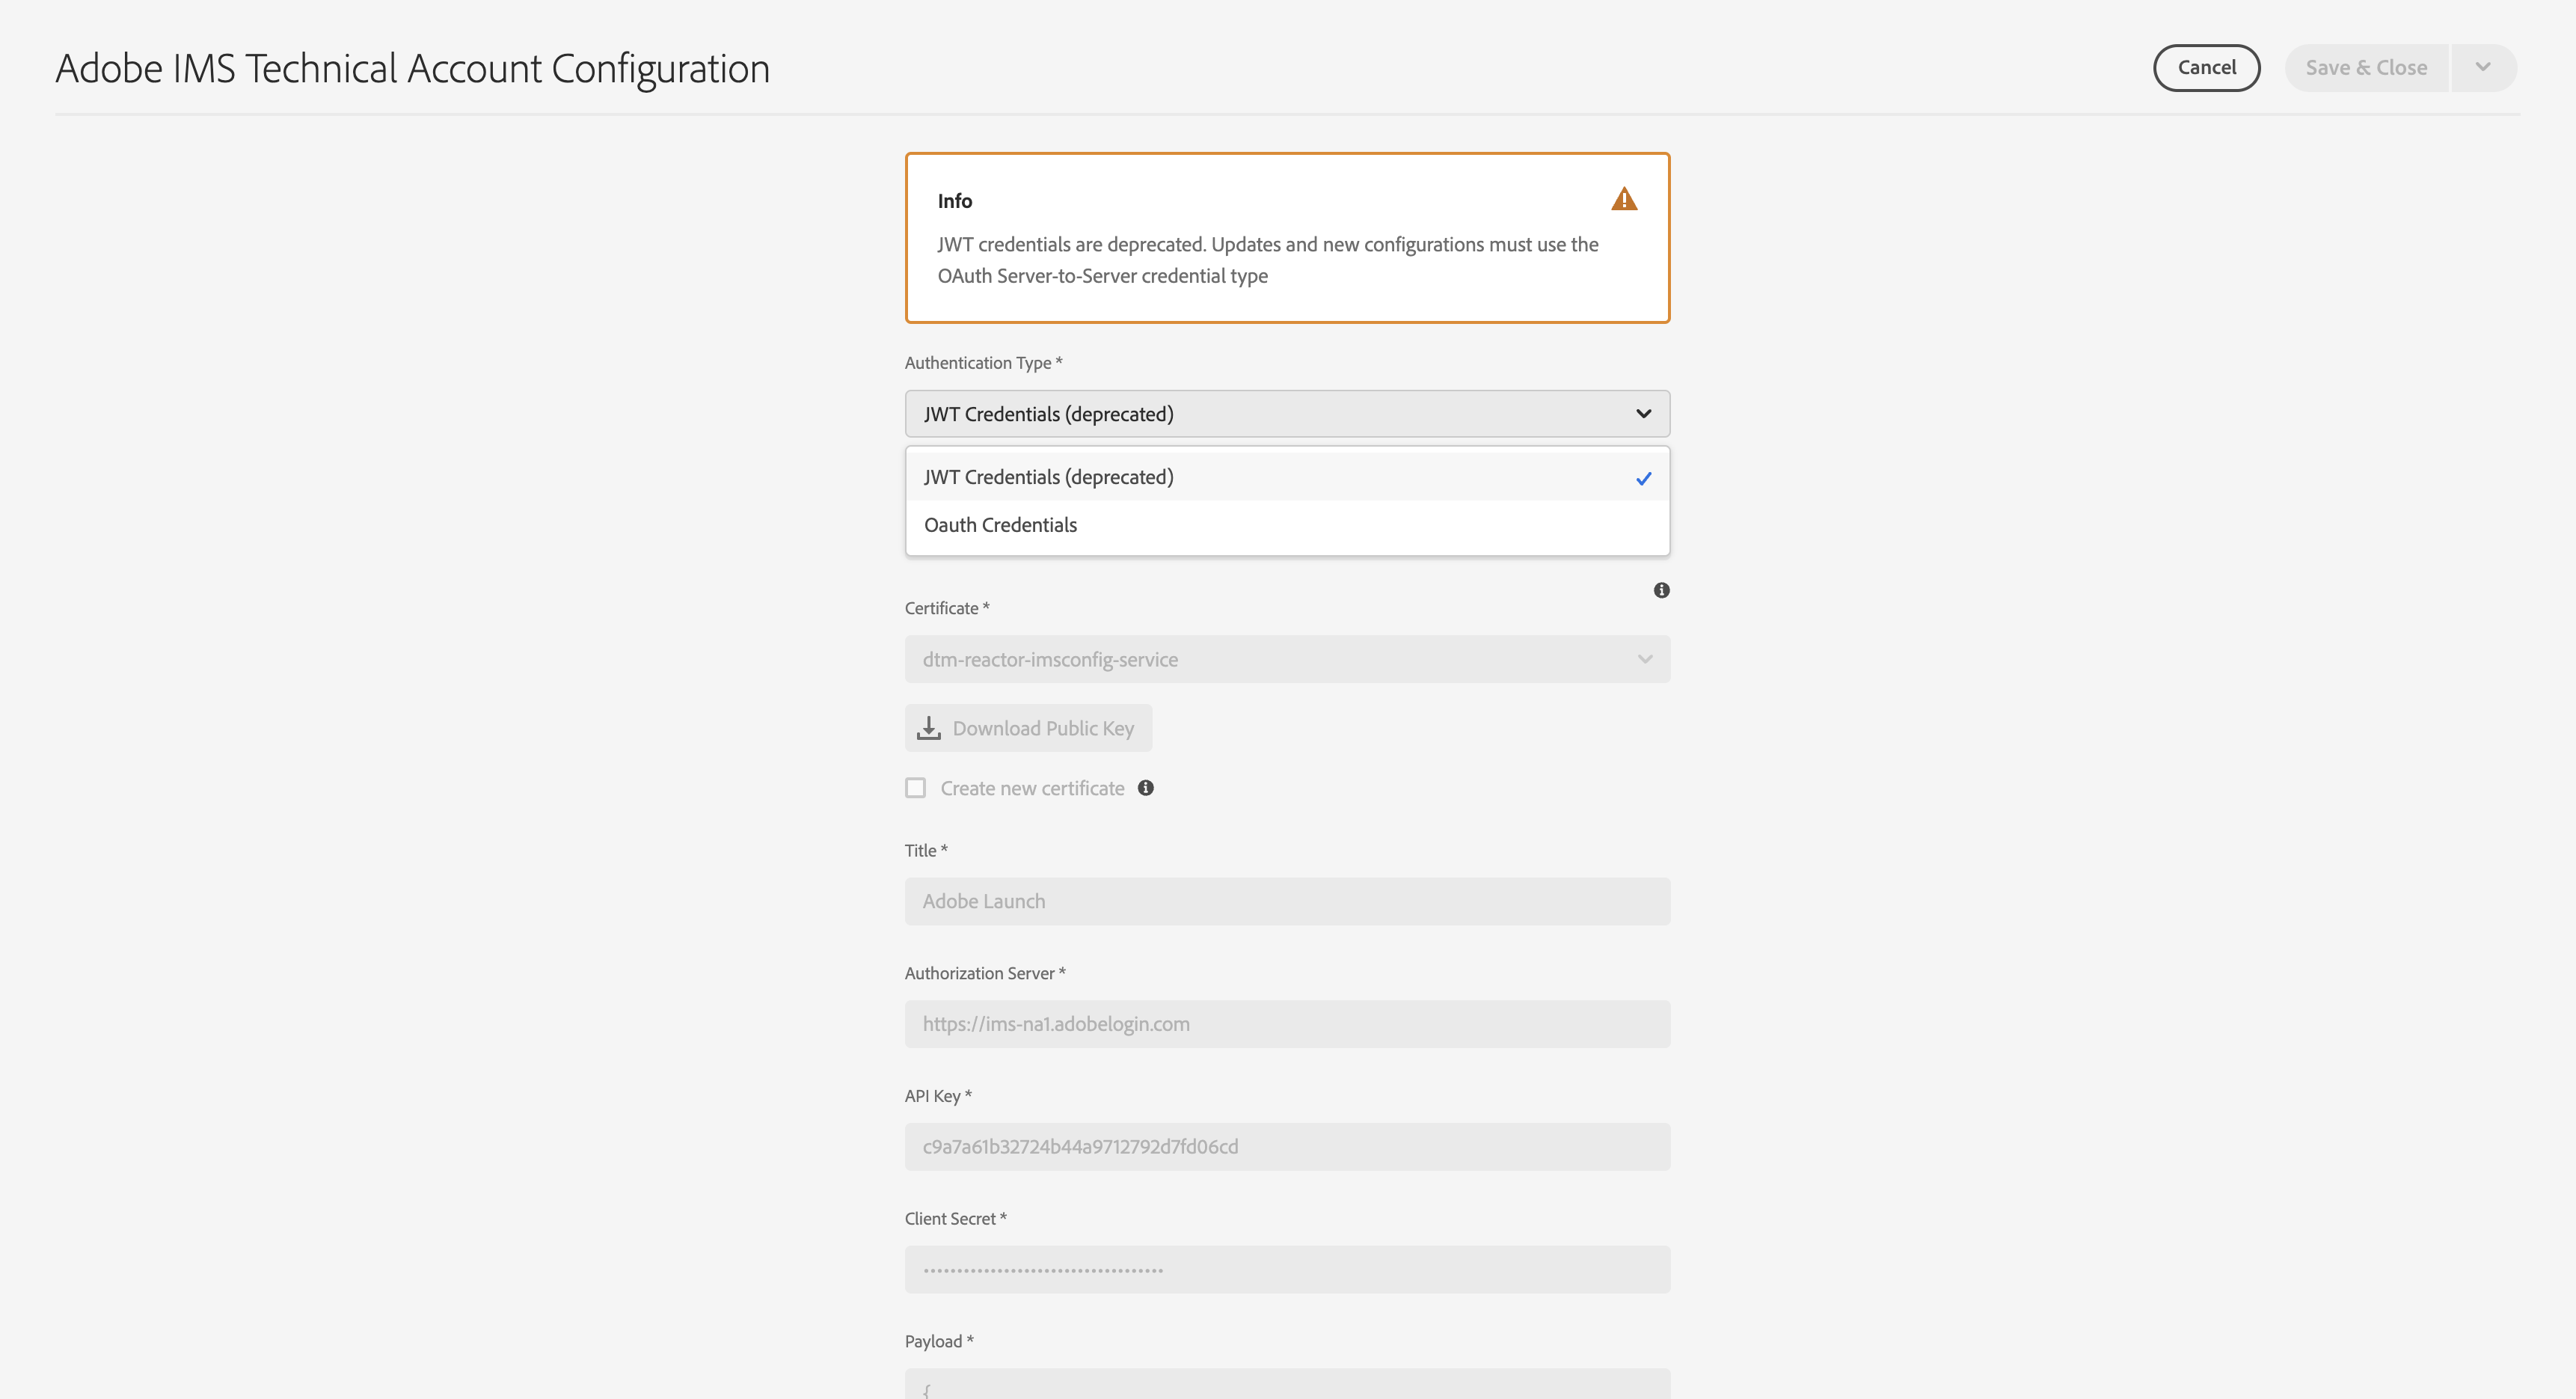 Adobe IMS Technical Account Configuration
Cancel
Save & Close
Info
JWT credentials are deprecated. Updates and new configurations must use the
OAuth Server-to-Server credential type
Authentication Type *
JWT Credentials (deprecated)
JWT Credentials (deprecated)
Oauth Credentials
Certificate *
dtm-reactor-imsconfig-service
Download Public Key
Create new certificate
Title *
Adobe Launch
Authorization Server *
https://ims-na1.adobelogin.com
API Key *
c9a7a61b32724b44a9712792d7fd06cd
Client Secret *
••••••••••••••••••••••••••••••••••••
Payload *
{